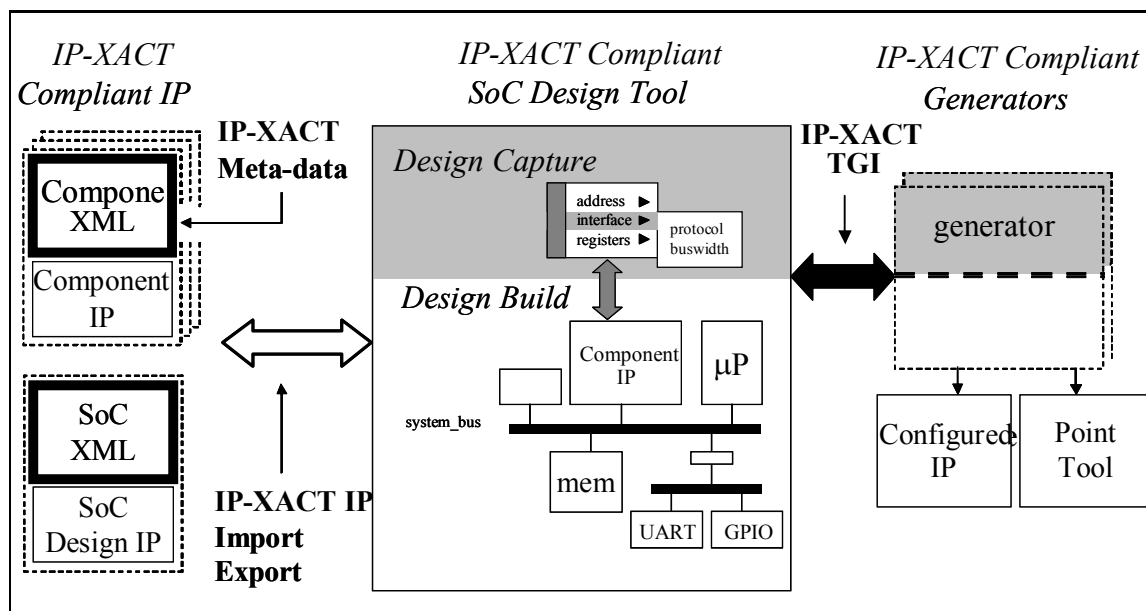 IP-XACT
Compliant IP
IP-XACT
Meta-data
Compone
XML
Component
IP
SoC
XML
SoC
Design IP
IP-XACT IP
Import
Export
IP-XACT Compliant
SoC Design Tool
Design Capture
address
interface
registers
protocol
buswidth
Design Build
Component
IP
μP
system_bus
mem
UART
GPIO
IP-XACT
TGI
IP-XACT Compliant
Generators
generator
Configured
IP
Point
Tool